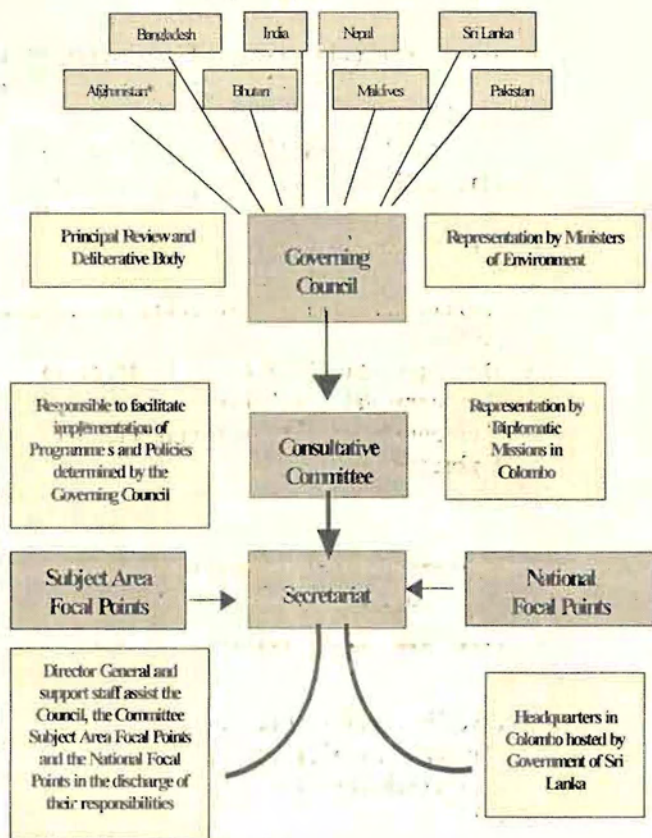 Bangladesh
India
Nepal
Sri Lanka
Afghanistan*
Bhutan
Maldives
Pakistan
Principal Review and
Deliberative Body
Governing
Council
Representation by Ministers
of Environment
Responsible to facilitate
implementation of
Programmes and Policies
determined by the
Governing Council
Consultative
Committee
Representation by
Diplomatic
Missions in
Colombo
Subject Area
Focal Points
Secretariat
National
Focal Points
Director General and
support staff assist the
Council, the Committee
Subject Area Focal Points
and the National Focal
Points in the discharge of
their responsibilities
Headquarters in
Colombo hosted by
Government of Sri
Lanka